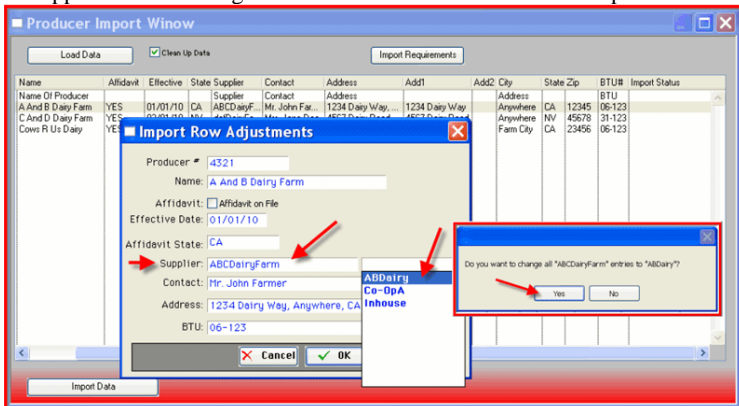 Producer Import Winow
Load Data Clean Up Data Import Requirements
Name Affidavit Effective State Supplier Contact Address Add1 Add2 City State Zip BTU# Import Status
Name Of Producer Supplier Contact Address Address BTU
A And B Dairy Farm YES 01/01/10 CA ABCDairyF... Mr. John Far... 1234 Dairy Way, ... 1234 Dairy Way Anywhere CA 12345 06-123
C And D Dairy Farm YES Anywhere NV 45678 31-123
Cows R Us Dairy YES Farm City CA 23456 06-123
Import Row Adjustments
Producer # 4321
Name: A And B Dairy Farm
Affidavit: Affidavit on File
Effective Date: 01/01/10
Affidavit State: CA
Supplier: ABCDairyFarm
Contact: Mr. John Farmer
Address: 1234 Dairy Way, Anywhere, CA
BTU: 06-123
Cancel OK
ABDairy
Co-OpA
Inhouse
Do you want to change all "ABCDairyFarm" entries to "ABDairy"?
Yes No
Import Data